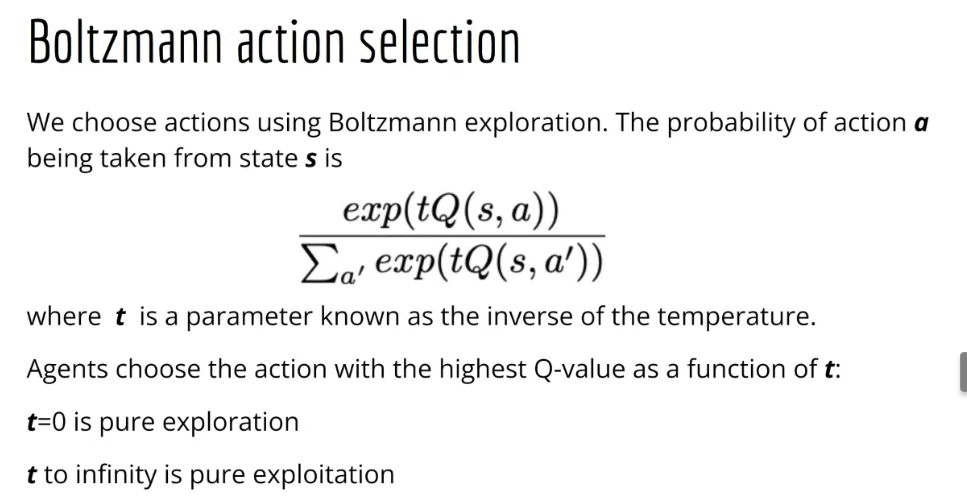 Boltzmann action selection
We choose actions using Boltzmann exploration. The probability of action a
being taken from state s is
exp(tQ(s, a))
∑a′ exp(tQ(s, a′))
where t is a parameter known as the inverse of the temperature.
Agents choose the action with the highest Q-value as a function of t:
t=0 is pure exploration
t to infinity is pure exploitation